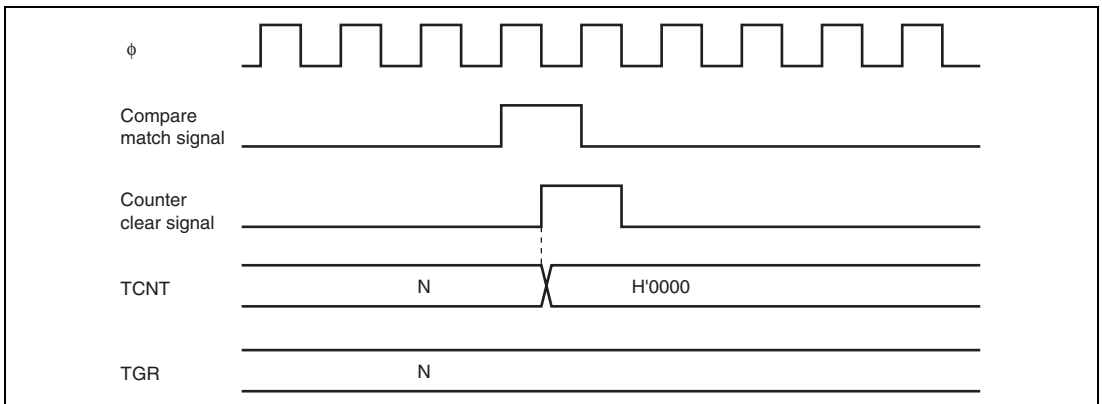 ϕ
Compare
match signal
Counter
clear signal
TCNT
N
H'0000
TGR
N